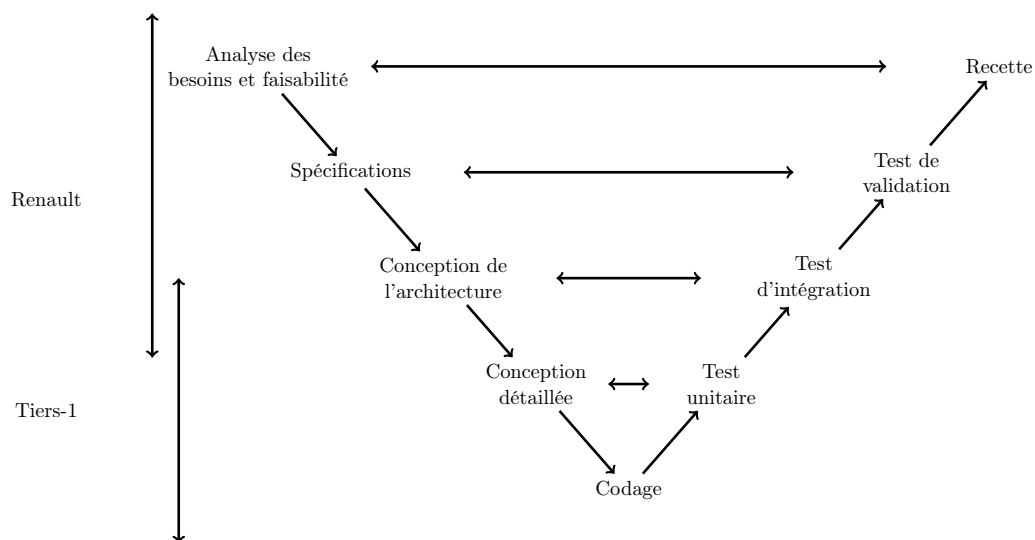 Analyse des
besoins et faisabilité
Recette
Spécifications
Test de
validation
Renault
Conception de
l'architecture
Test
d'intégration
Conception
détaillée
Test
unitaire
Tiers-1
Codage